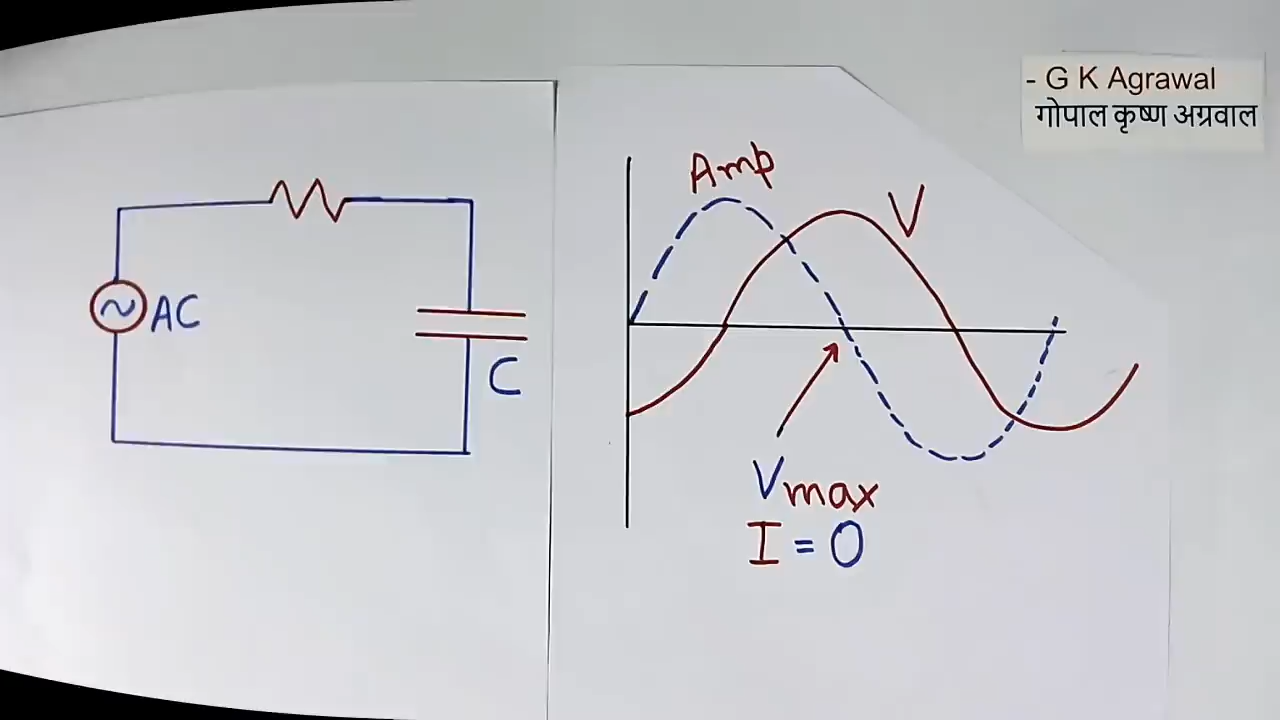 - G K Agrawal
गोपाल कृष्ण अग्रवाल
AC
C
Amp
V
Vmax
I = 0